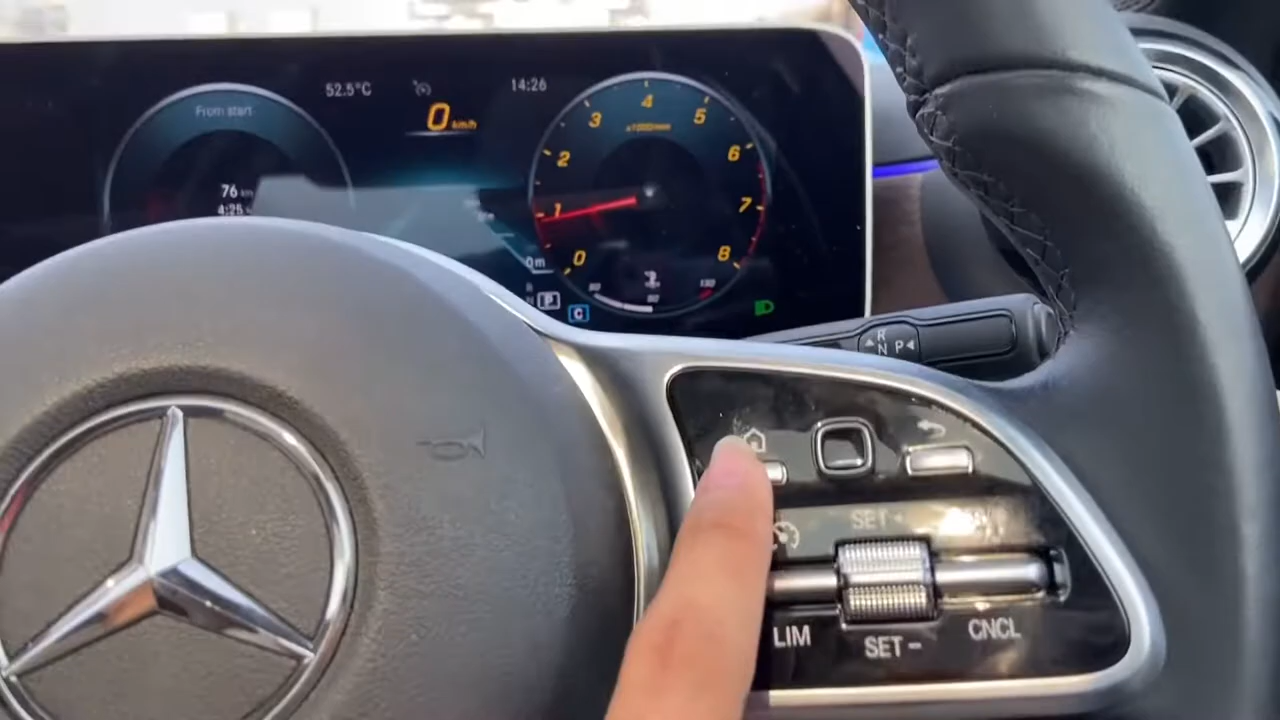 From start
52.5°C
14:26
0 km/h
76 km
4:25
0 1 2 3 4 5 6 7 8
0m
P
C
R
N P
SET +
LIM
SET -
CNCL